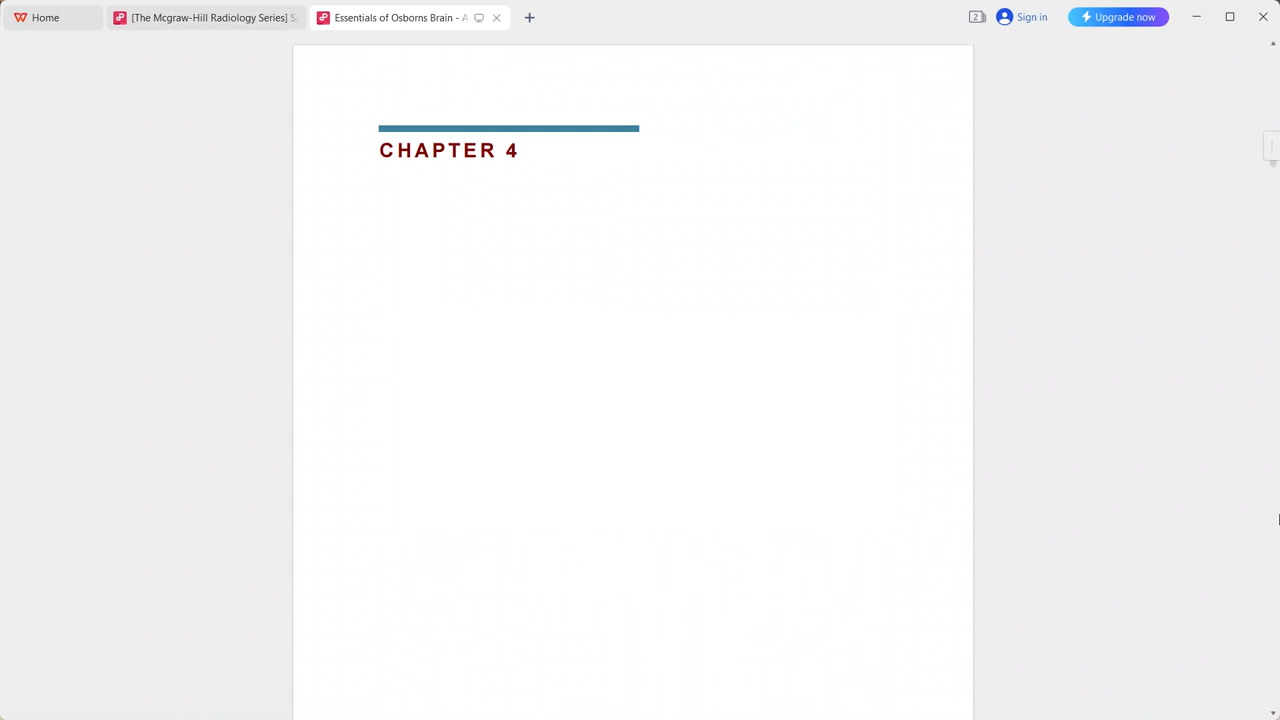 Home
[The Mcgraw-Hill Radiology Series] S
Essentials of Osborns Brain - A
2
Sign in
Upgrade now
CHAPTER 4